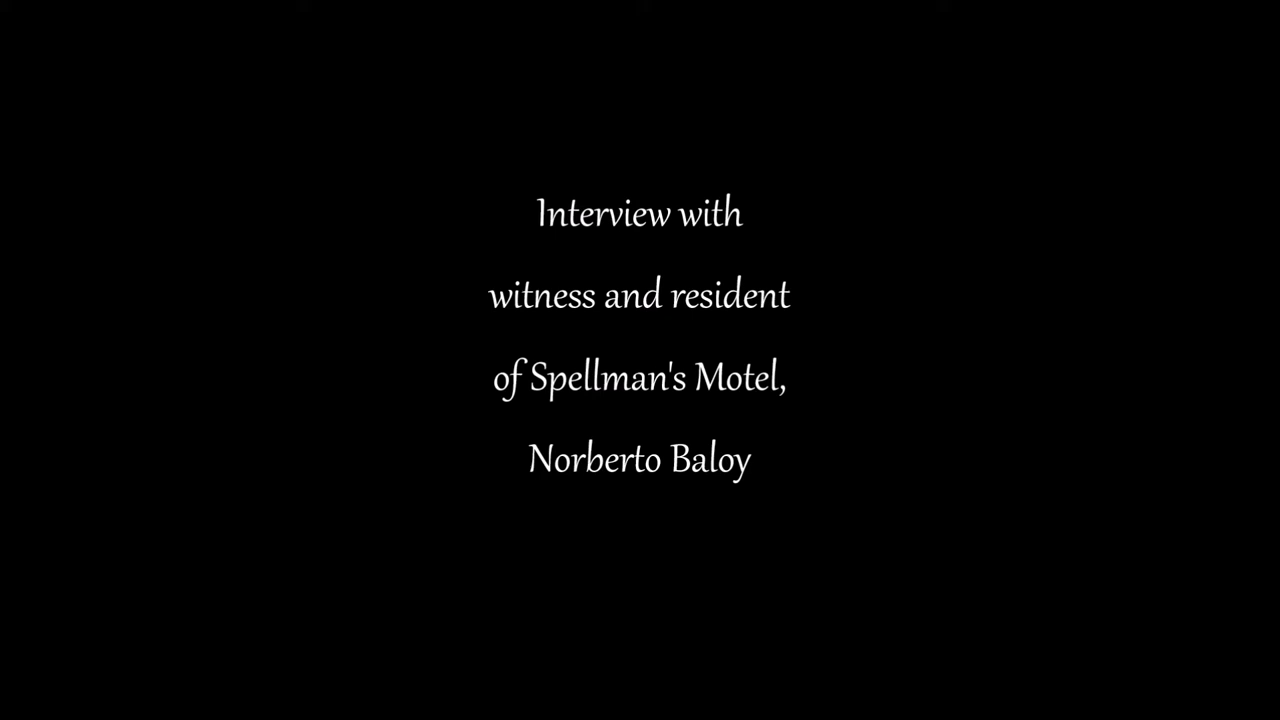 Interview with
witness and resident
of Spellman's Motel,
Norberto Baloy